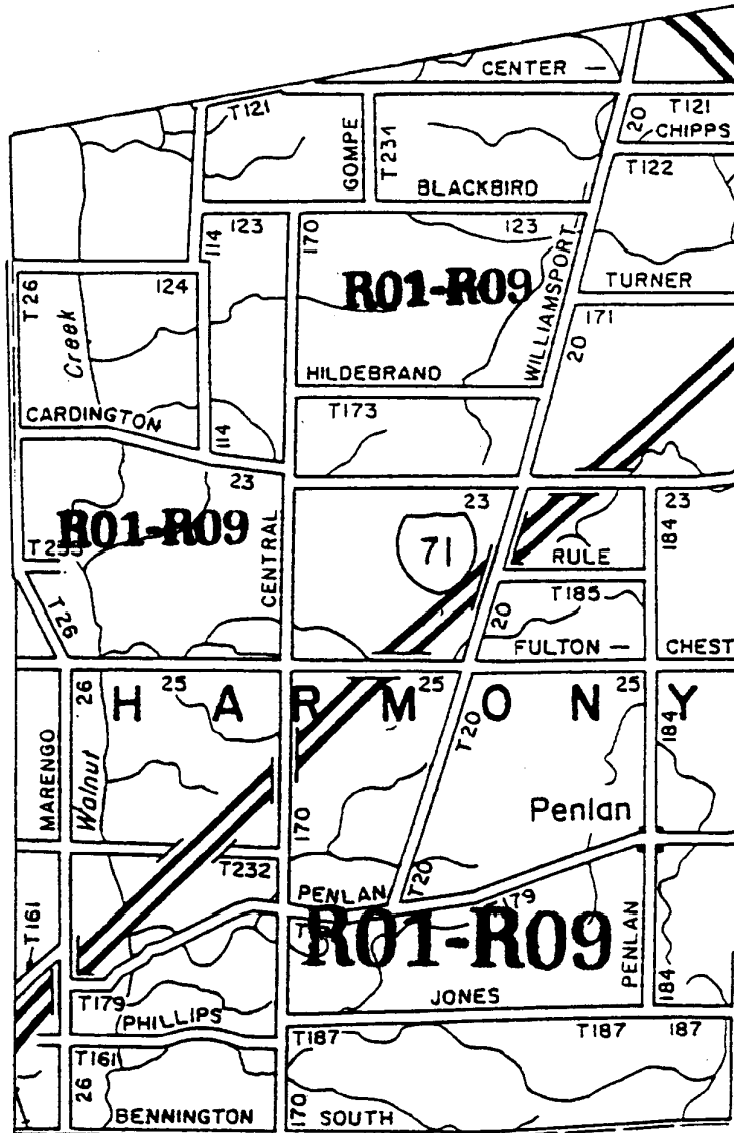 CENTER —
T121
GOMPE
T231
20
T121
CHIPPS
BLACKBIRD
T122
123
170
123
114
WILLIAMSPORT
R01-R09
TURNER
T26
124
Creek
171
20
HILDEBRAND
CARDINGTON
T173
114
23
23
23
R01-R09
CENTRAL
71
184
RULE
T26
T185
20
FULTON —
CHEST
25
25
25
26
HARMONY
184
T20
MARENGO
Walnut
170
Penlan
T232
PENLAN
T20
179
T161
R01-R09
PENLAN
184
T179
PHILLIPS
JONES
T187
T187
187
T161
26
BENNINGTON
170
SOUTH